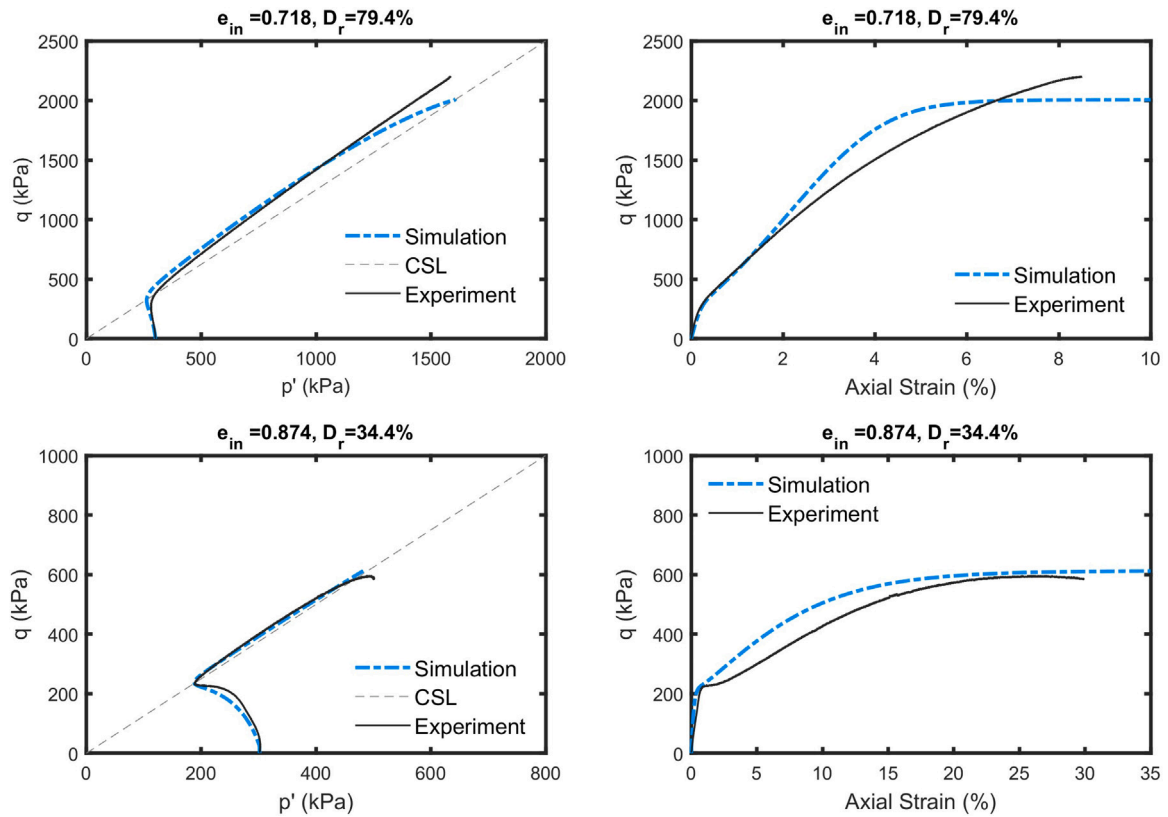 e_in =0.718, D_r=79.4%
2500
2000
1500
1000
500
0
q (kPa)
Simulation
CSL
Experiment
0 500 1000 1500 2000
p' (kPa)
e_in =0.718, D_r=79.4%
2500
2000
1500
1000
500
0
q (kPa)
Simulation
Experiment
0 2 4 6 8 10
Axial Strain (%)
e_in =0.874, D_r=34.4%
1000
800
600
400
200
0
q (kPa)
Simulation
CSL
Experiment
0 200 400 600 800
p' (kPa)
e_in =0.874, D_r=34.4%
1000
800
600
400
200
0
q (kPa)
Simulation
Experiment
0 5 10 15 20 25 30 35
Axial Strain (%)